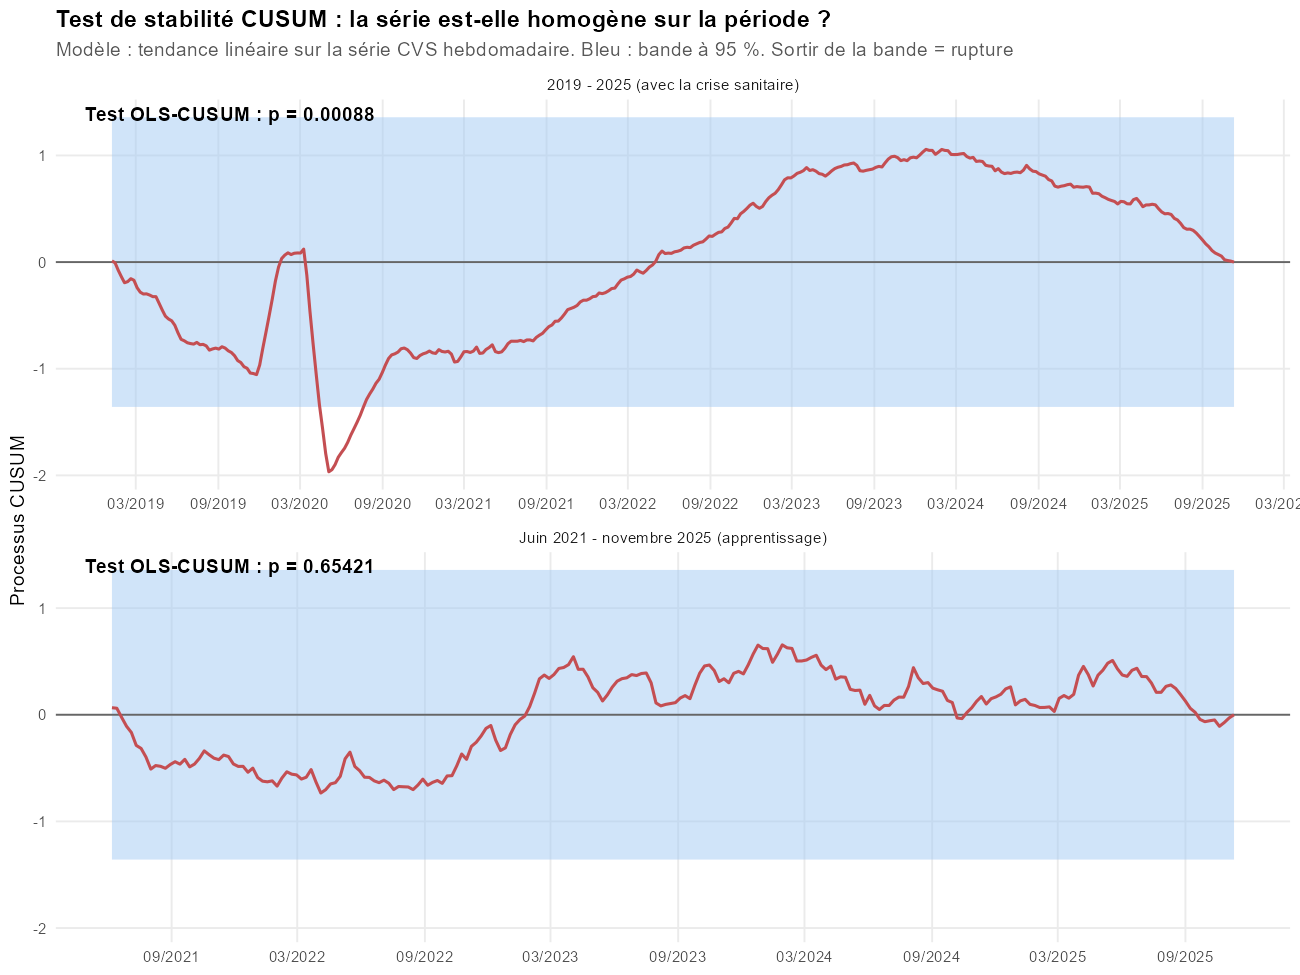 Test de stabilité CUSUM : la série est-elle homogène sur la période ?
Modèle : tendance linéaire sur la série CVS hebdomadaire. Bleu : bande à 95 %. Sortir de la bande = rupture
2019 - 2025 (avec la crise sanitaire)
Test OLS-CUSUM : p = 0.00088
1
0
-1
-2
03/2019 09/2019 03/2020 09/2020 03/2021 09/2021 03/2022 09/2022 03/2023 09/2023 03/2024 09/2024 03/2025 09/2025 03/202
Processus CUSUM
Juin 2021 - novembre 2025 (apprentissage)
Test OLS-CUSUM : p = 0.65421
1
0
-1
-2
09/2021 03/2022 09/2022 03/2023 09/2023 03/2024 09/2024 03/2025 09/2025